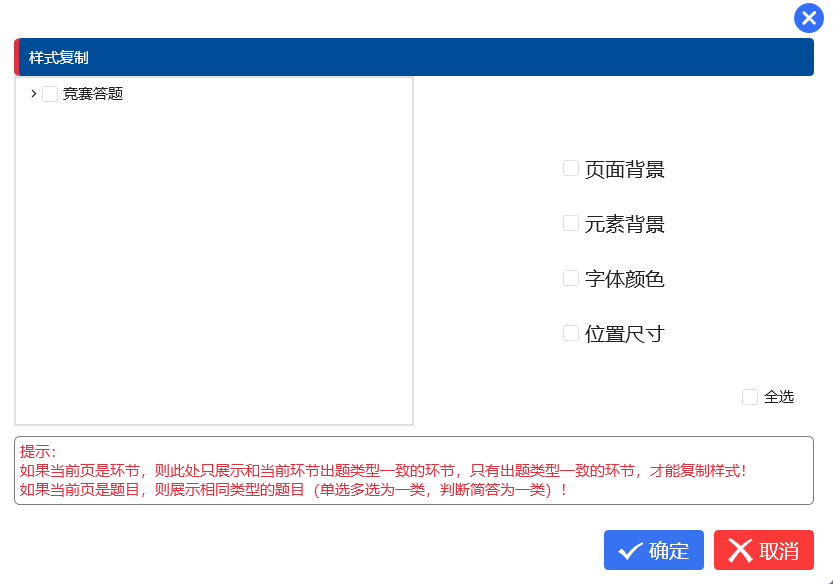 样式复制
竞赛答题
页面背景
元素背景
字体颜色
位置尺寸
全选
提示：
如果当前页是环节，则此处只展示和当前环节出题类型一致的环节，只有出题类型一致的环节，才能复制样式！
如果当前页是题目，则展示相同类型的题目（单选多选为一类，判断简答为一类）！
确定
取消